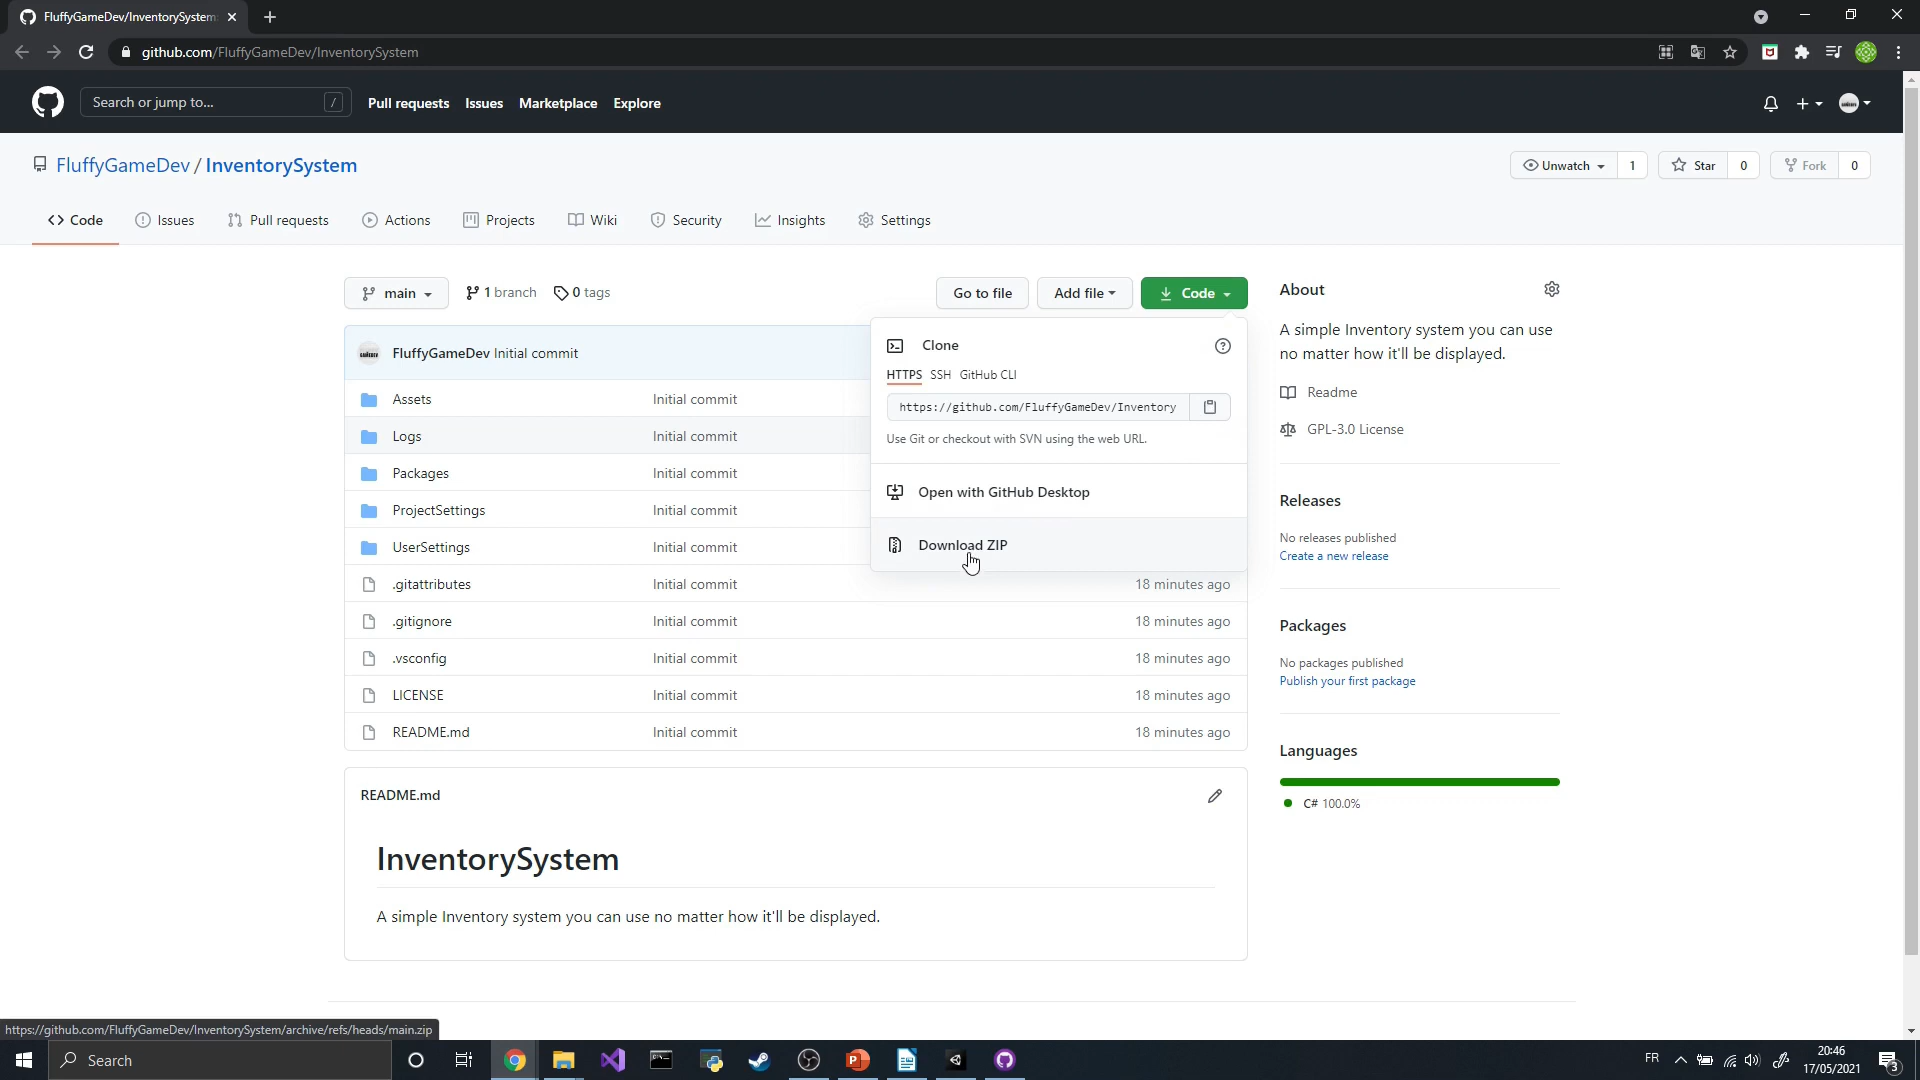 FluffyGameDev/InventorySystem:
github.com/FluffyGameDev/InventorySystem
Search or jump to... /
Pull requests Issues Marketplace Explore
FluffyGameDev / InventorySystem
Unwatch 1 Star 0 Fork 0
Code Issues Pull requests Actions Projects Wiki Security Insights Settings
main 1 branch 0 tags Go to file Add file Code
FluffyGameDev Initial commit
Assets Initial commit
Logs Initial commit
Packages Initial commit
ProjectSettings Initial commit
UserSettings Initial commit
.gitattributes Initial commit 18 minutes ago
.gitignore Initial commit 18 minutes ago
.vsconfig Initial commit 18 minutes ago
LICENSE Initial commit 18 minutes ago
README.md Initial commit 18 minutes ago
Clone
HTTPS SSH GitHub CLI
https://github.com/FluffyGameDev/Inventory
Use Git or checkout with SVN using the web URL.
Open with GitHub Desktop
Download ZIP
About
A simple Inventory system you can use
no matter how it'll be displayed.
Readme
GPL-3.0 License
Releases
No releases published
Create a new release
Packages
No packages published
Publish your first package
Languages
C# 100.0%
README.md
InventorySystem
A simple Inventory system you can use no matter how it'll be displayed.
https://github.com/FluffyGameDev/InventorySystem/archive/refs/heads/main.zip
Search
FR
20:46
17/05/2021
3